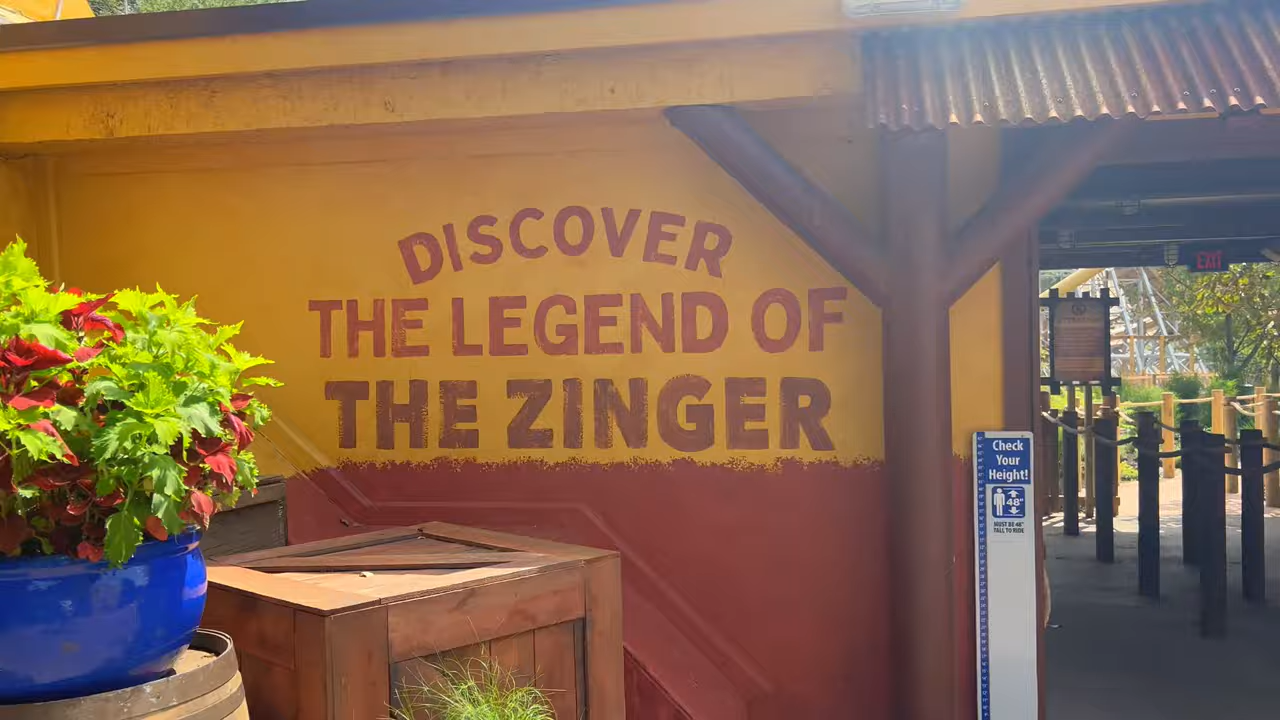 DISCOVER
THE LEGEND OF
THE ZINGER
EXIT
Check
Your
Height!
48"
MUST BE 48"
TALL TO RIDE